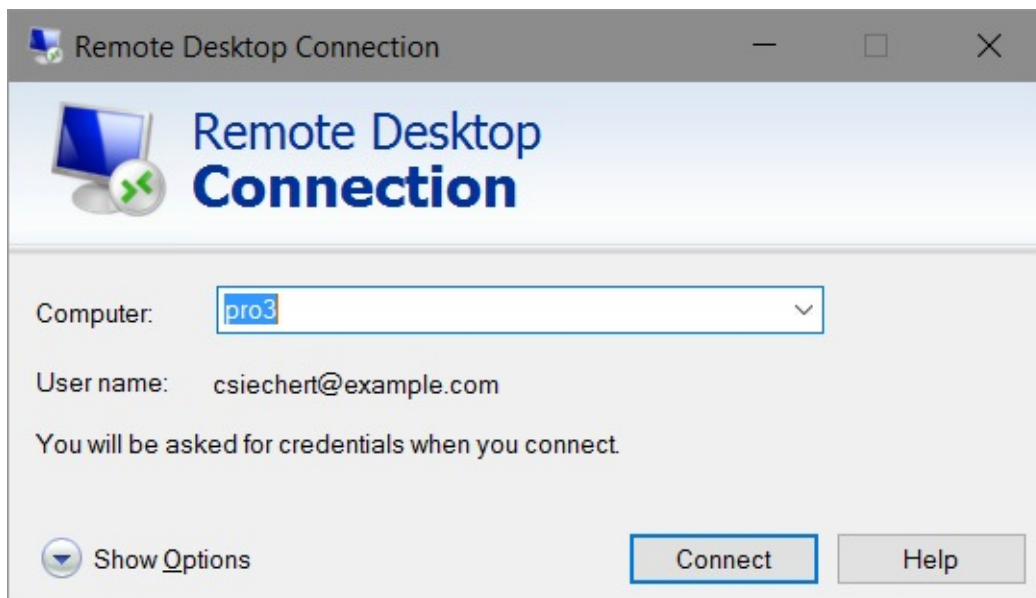 Remote Desktop Connection
Remote Desktop
Connection
Computer: pro3
User name: csiechert@example.com
You will be asked for credentials when you connect.
Show Options Connect Help